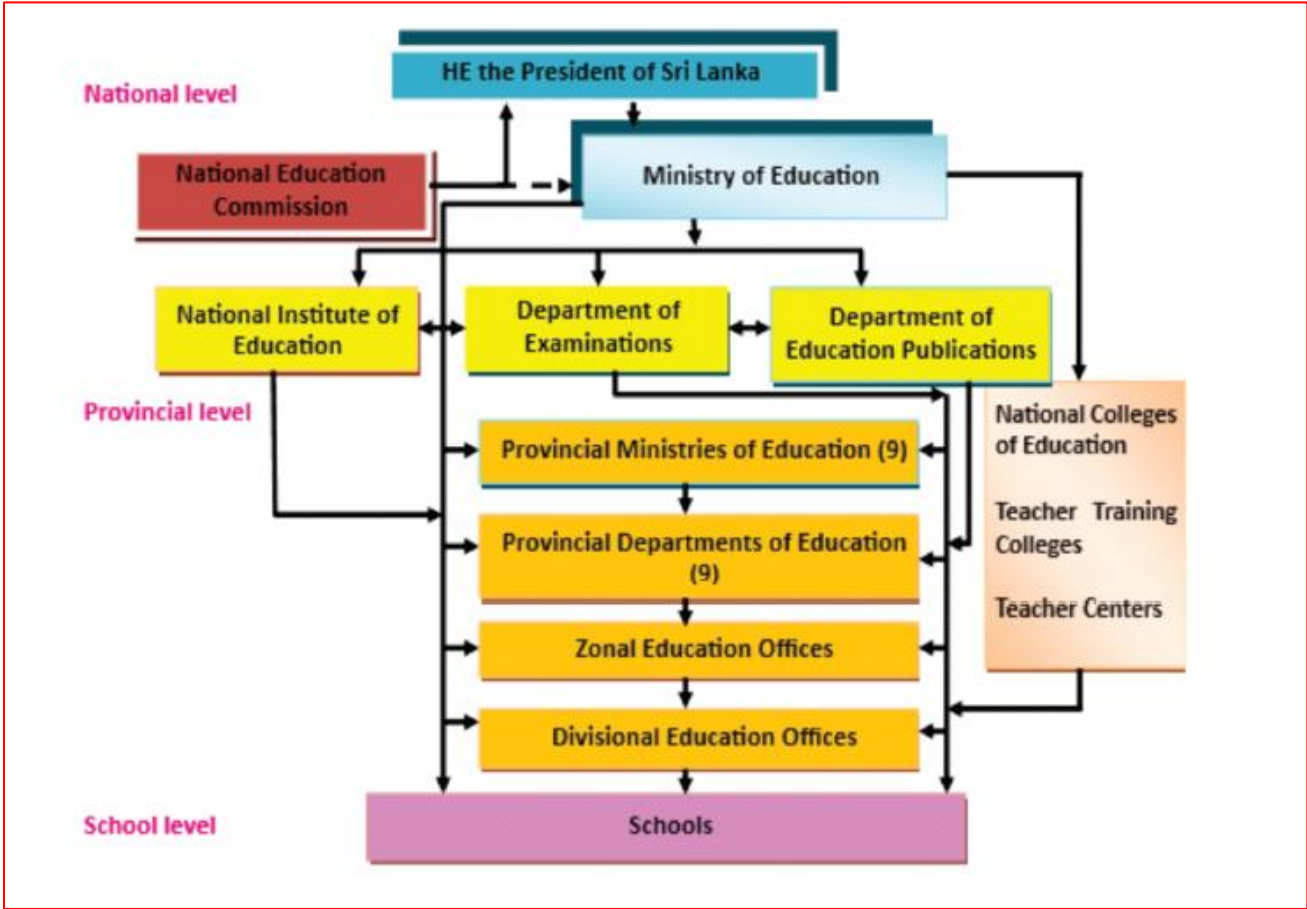 HE the President of Sri Lanka
National level
National Education
Commission
Ministry of Education
National Institute of
Education
Department of
Examinations
Department of
Education Publications
Provincial level
National Colleges
of Education
Teacher Training
Colleges
Teacher Centers
Provincial Ministries of Education (9)
Provincial Departments of Education
(9)
Zonal Education Offices
Divisional Education Offices
School level
Schools